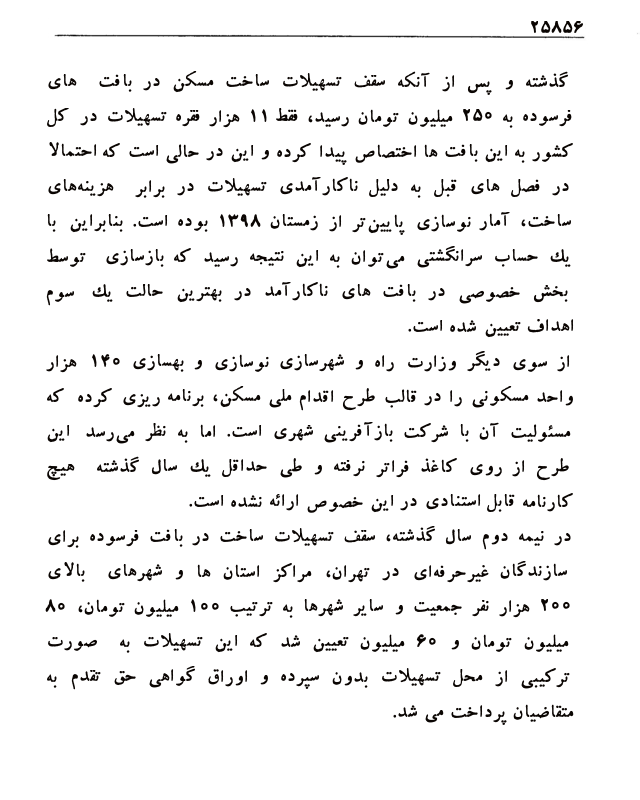 ۲۵۸۵۶
گذشته و پس از آنکه سقف تسهیلات ساخت مسکن در بافت های
فرسوده به ۲۵۰ میلیون تومان رسید، فقط ۱۱ هزار فقره تسهیلات در کل
کشور به این بافت ها اختصاص پیدا کرده و این در حالی است که احتمالا
در فصل های قبل به دلیل ناکارآمدی تسهیلات در برابر هزینه‌های
ساخت، آمار نوسازی پایین‌تر از زمستان ۱۳۹۸ بوده است. بنابراین با
یك حساب سرانگشتی می‌توان به این نتیجه رسید که بازسازی توسط
بخش خصوصی در بافت های ناکارآمد در بهترین حالت یك سوم
اهداف تعیین شده است.
از سوی دیگر وزارت راه و شهرسازی نوسازی و بهسازی ۱۴۰ هزار
واحد مسکونی را در قالب طرح اقدام ملی مسکن، برنامه ریزی کرده که
مسئولیت آن با شرکت بازآفرینی شهری است. اما به نظر می‌رسد این
طرح از روی کاغذ فراتر نرفته و طی حداقل یك سال گذشته هیچ
کارنامه قابل استنادی در این خصوص ارائه نشده است.
در نیمه دوم سال گذشته، سقف تسهیلات ساخت در بافت فرسوده برای
سازندگان غیرحرفه‌ای در تهران، مراکز استان ها و شهرهای بالای
۲۰۰ هزار نفر جمعیت و سایر شهرها به ترتیب ۱۰۰ میلیون تومان، ۸۰
میلیون تومان و ۶۰ میلیون تعیین شد که این تسهیلات به صورت
ترکیبی از محل تسهیلات بدون سپرده و اوراق گواهی حق تقدم به
متقاضیان پرداخت می شد.